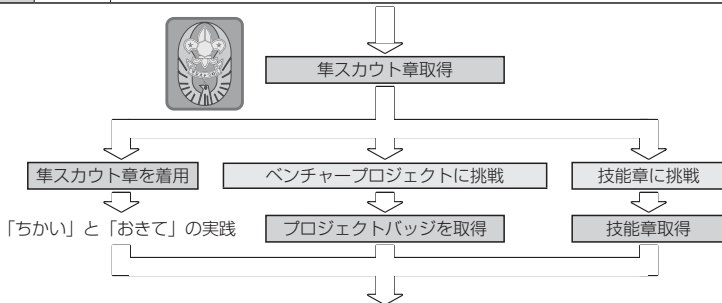 隼スカウト章取得
隼スカウト章を着用
ベンチャープロジェクトに挑戦
技能章に挑戦
「ちかい」と「おきて」の実践
プロジェクトバッジを取得
技能章取得